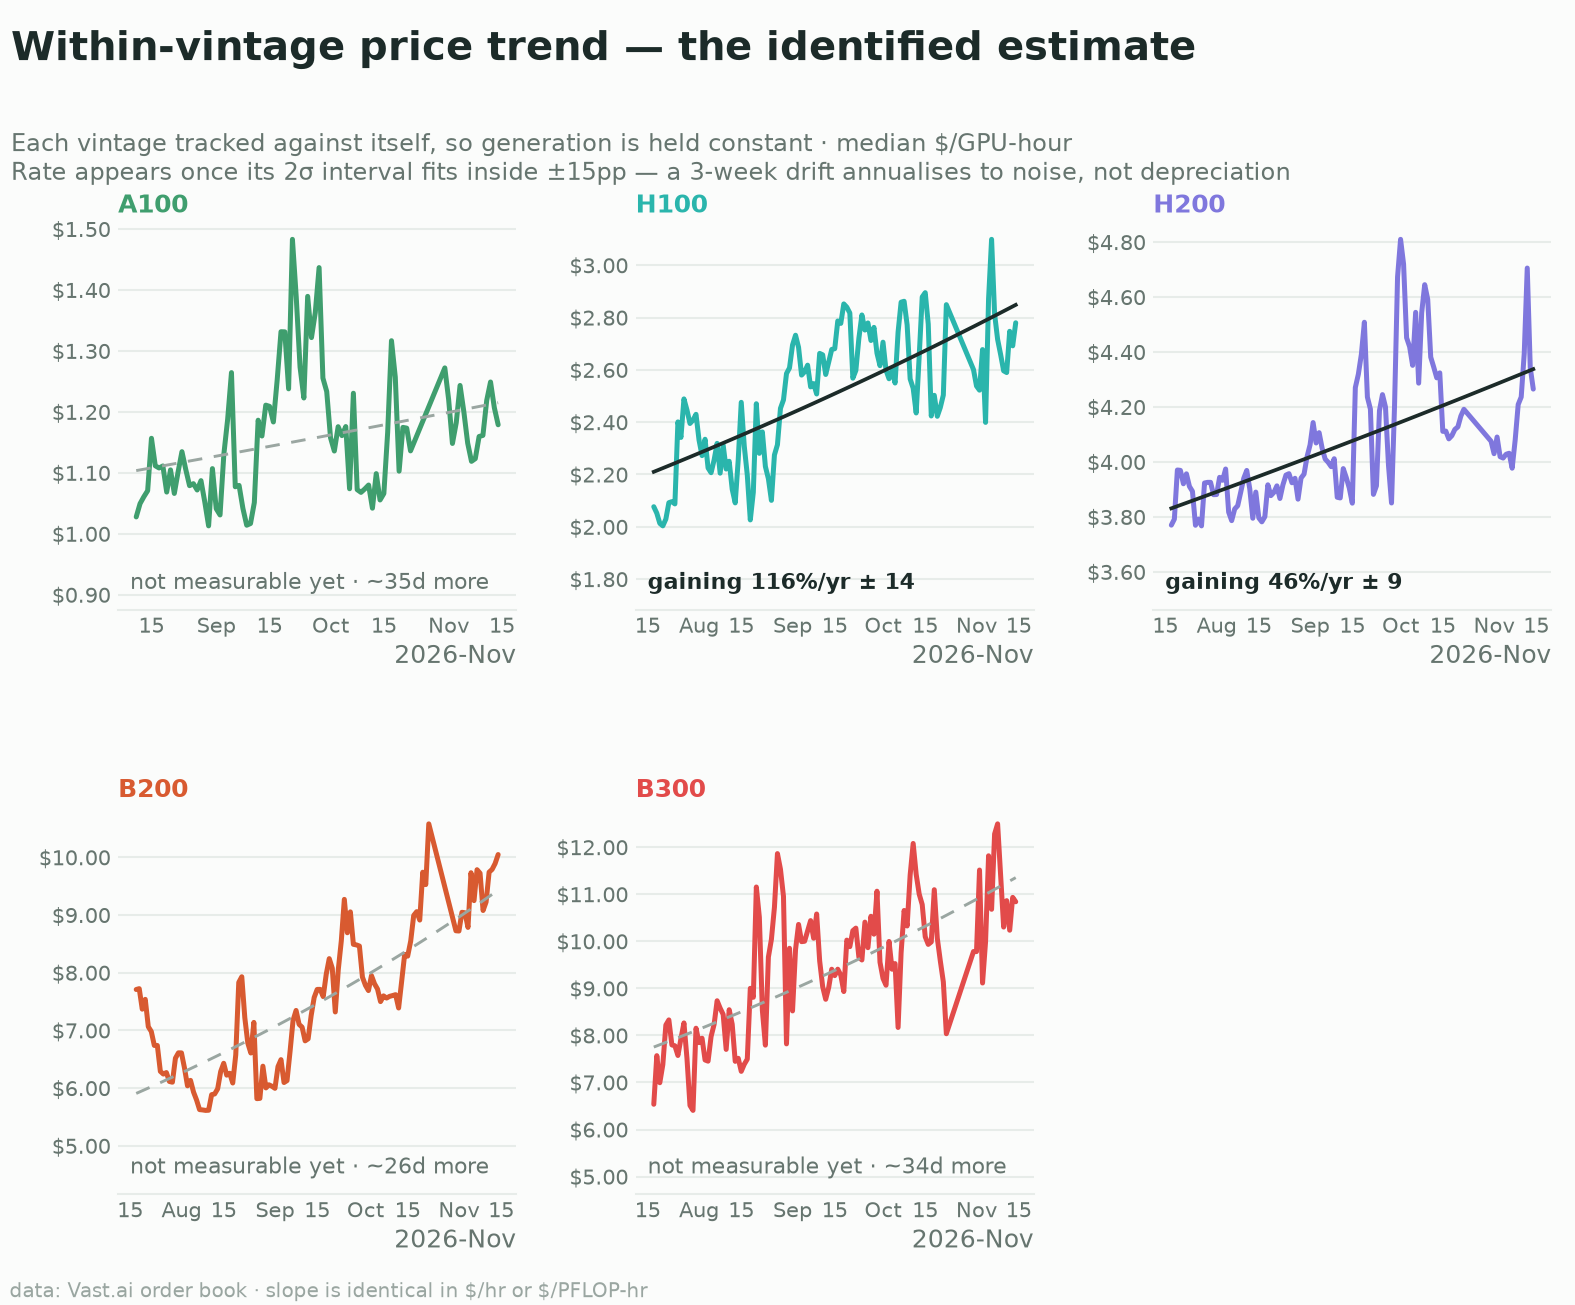 Within-vintage price trend — the identified estimate
Each vintage tracked against itself, so generation is held constant · median $/GPU-hour
Rate appears once its 2σ interval fits inside ±15pp — a 3-week drift annualises to noise, not depreciation
A100
$1.50
$1.40
$1.30
$1.20
$1.10
$1.00
$0.90
not measurable yet · ~35d more
15 Sep 15 Oct 15 Nov 15
2026-Nov
H100
$3.00
$2.80
$2.60
$2.40
$2.20
$2.00
$1.80
gaining 116%/yr ± 14
15 Aug 15 Sep 15 Oct 15 Nov 15
2026-Nov
H200
$4.80
$4.60
$4.40
$4.20
$4.00
$3.80
$3.60
gaining 46%/yr ± 9
15 Aug 15 Sep 15 Oct 15 Nov 15
2026-Nov
B200
$10.00
$9.00
$8.00
$7.00
$6.00
$5.00
not measurable yet · ~26d more
15 Aug 15 Sep 15 Oct 15 Nov 15
2026-Nov
B300
$12.00
$11.00
$10.00
$9.00
$8.00
$7.00
$6.00
$5.00
not measurable yet · ~34d more
15 Aug 15 Sep 15 Oct 15 Nov 15
2026-Nov
data: Vast.ai order book · slope is identical in $/hr or $/PFLOP-hr